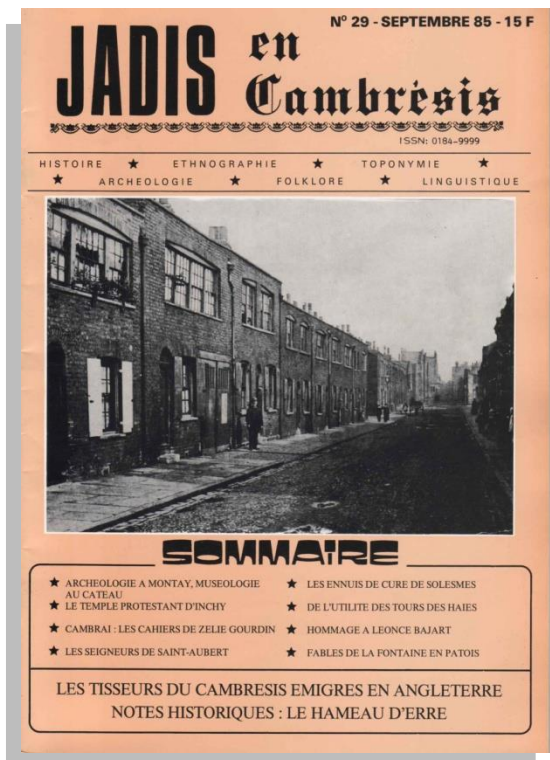 N° 29 - SEPTEMBRE 85 - 15 F
JADIS en
Cambrèsis
ISSN: 0184-9999
HISTOIRE ★ ETHNOGRAPHIE ★ TOPONYMIE ★
★ ARCHEOLOGIE ★ FOLKLORE ★ LINGUISTIQUE
SOMMAIRE
★ ARCHEOLOGIE A MONTAY, MUSEOLOGIE
AU CATEAU
★ LE TEMPLE PROTESTANT D'INCHY
★ CAMBRAI : LES CAHIERS DE ZELIE GOURDIN
★ LES SEIGNEURS DE SAINT-AUBERT
★ LES ENNUIS DE CURE DE SOLESMES
★ DE L'UTILITE DES TOURS DES HAIES
★ HOMMAGE A LEONCE BAJART
★ FABLES DE LA FONTAINE EN PATOIS
LES TISSEURS DU CAMBRESIS EMIGRES EN ANGLETERRE
NOTES HISTORIQUES : LE HAMEAU D'ERRE